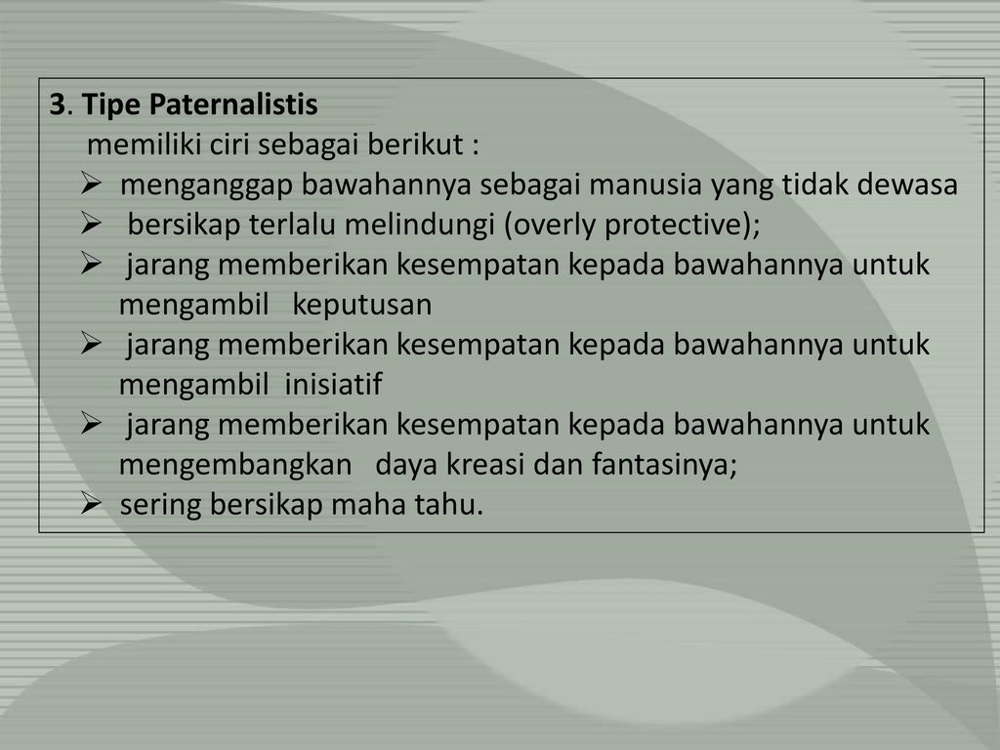 3. Tipe Paternalistis
memiliki ciri sebagai berikut :
➢ menganggap bawahannya sebagai manusia yang tidak dewasa
➢ bersikap terlalu melindungi (overly protective);
➢ jarang memberikan kesempatan kepada bawahannya untuk
mengambil keputusan
➢ jarang memberikan kesempatan kepada bawahannya untuk
mengambil inisiatif
➢ jarang memberikan kesempatan kepada bawahannya untuk
mengembangkan daya kreasi dan fantasinya;
➢ sering bersikap maha tahu.